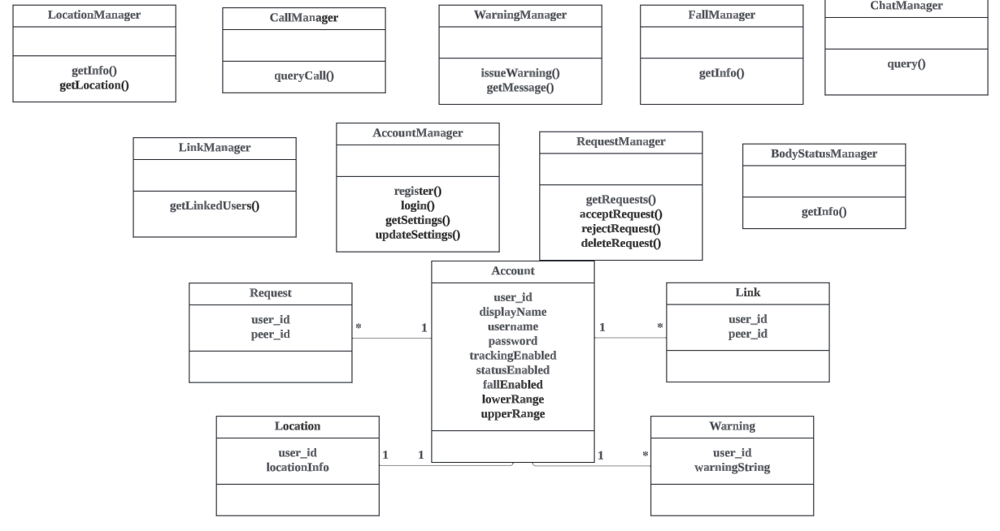 LocationManager
getInfo()
getLocation()
CallManager
queryCall()
WarningManager
issueWarning()
getMessage()
FallManager
getInfo()
ChatManager
query()
LinkManager
getLinkedUsers()
AccountManager
register()
login()
getSettings()
updateSettings()
RequestManager
getRequests()
acceptRequest()
rejectRequest()
deleteRequest()
BodyStatusManager
getInfo()
Request
user_id
peer_id
* 1
Account
user_id
displayName
username
password
trackingEnabled
statusEnabled
fallEnabled
lowerRange
upperRange
1 *
Link
user_id
peer_id
Location
user_id
locationInfo
1 1
1 *
Warning
user_id
warningString